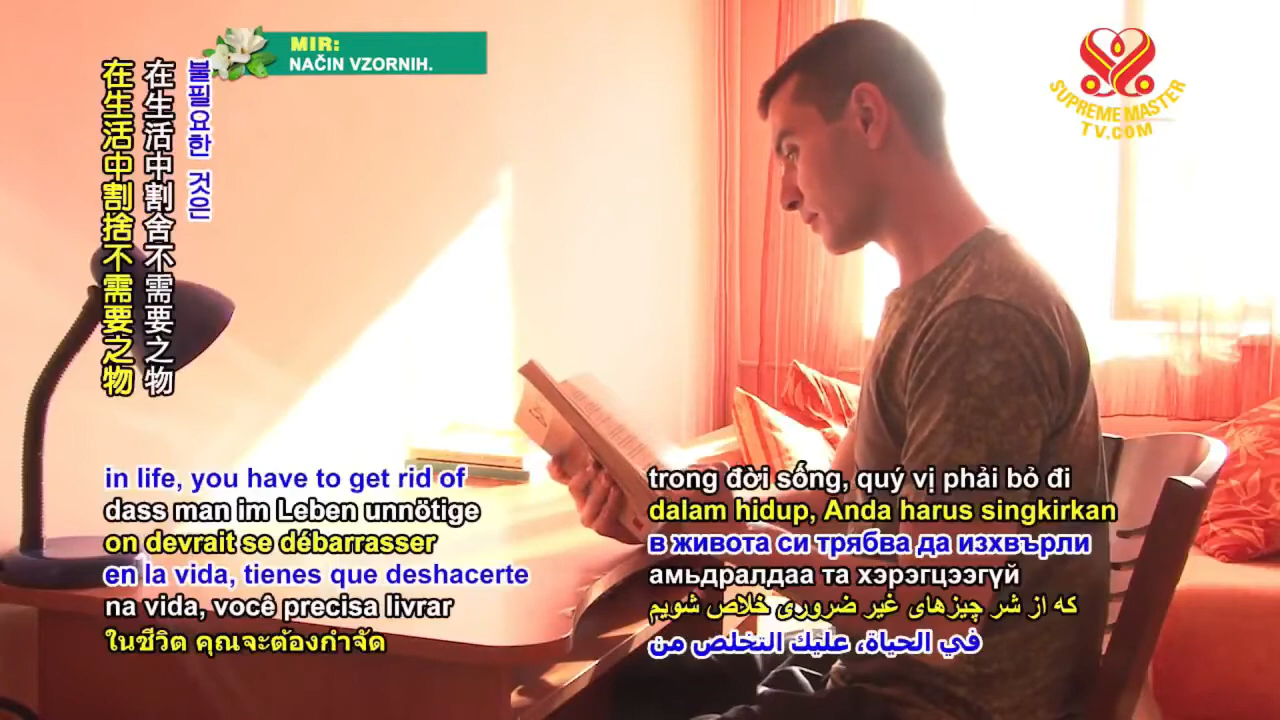 MIR:
NAČIN VZORNIH.
SUPREME MASTER
TV.COM
불필요한 것은
在生活中割舍不需要之物
在生活中割捨不需要之物
in life, you have to get rid of
dass man im Leben unnötige
on devrait se débarrasser
en la vida, tienes que deshacerte
na vida, você precisa livrar
ในชีวิต คุณจะต้องกำจัด
trong đời sống, quý vị phải bỏ đi
dalam hidup, Anda harus singkirkan
в живота си трябва да изхвърли
амьдралдаа та хэрэгцээгүй
که از شر چیزهای غیر ضروری خلاص شویم
في الحياة، عليك التخلص من